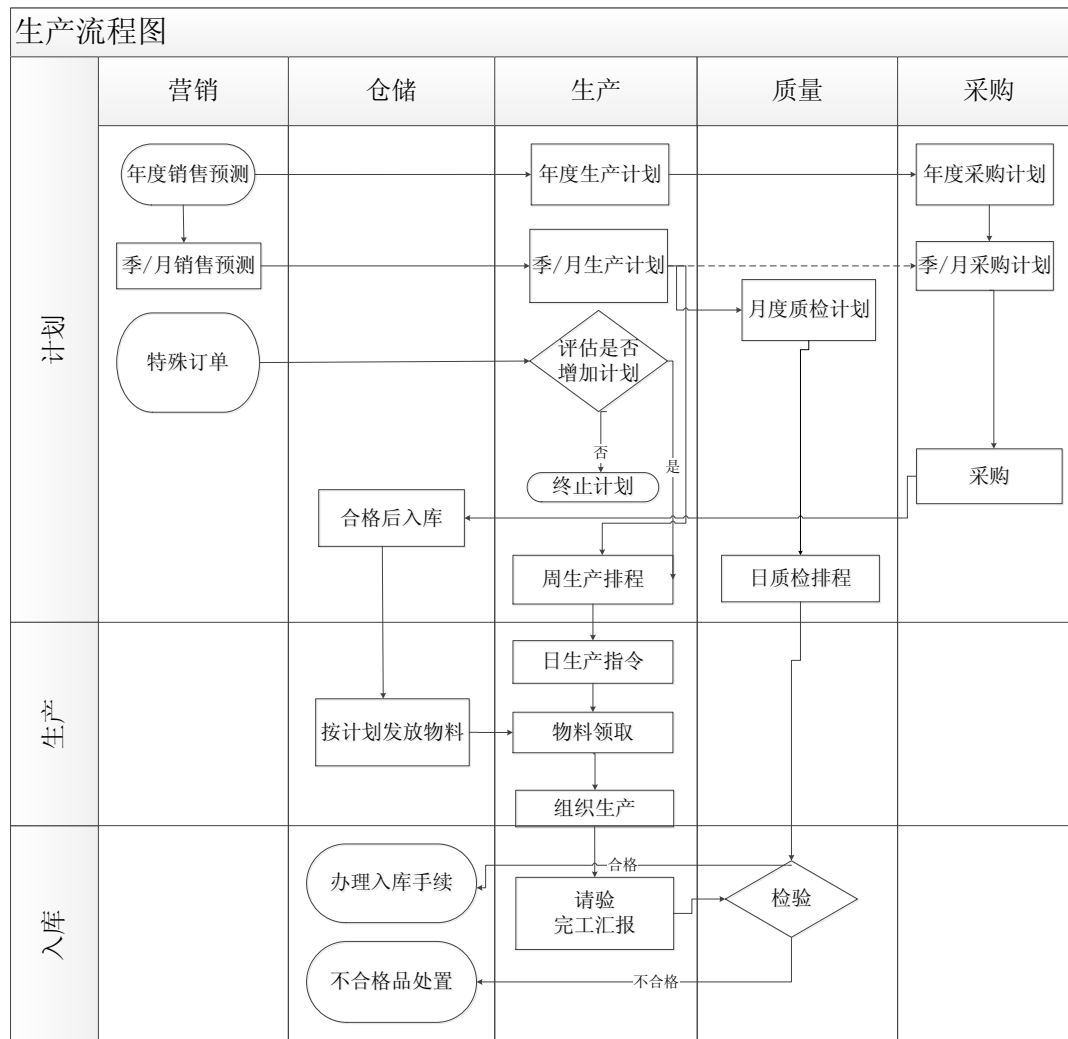 生产流程图
营销
仓储
生产
质量
采购
计划
年度销售预测
年度生产计划
年度采购计划
季/月销售预测
季/月生产计划
季/月采购计划
月度质检计划
特殊订单
评估是否
增加计划
否
是
终止计划
采购
合格后入库
周生产排程
日质检排程
生产
日生产指令
按计划发放物料
物料领取
组织生产
入库
办理入库手续
合格
请验
完工汇报
检验
不合格品处置
不合格